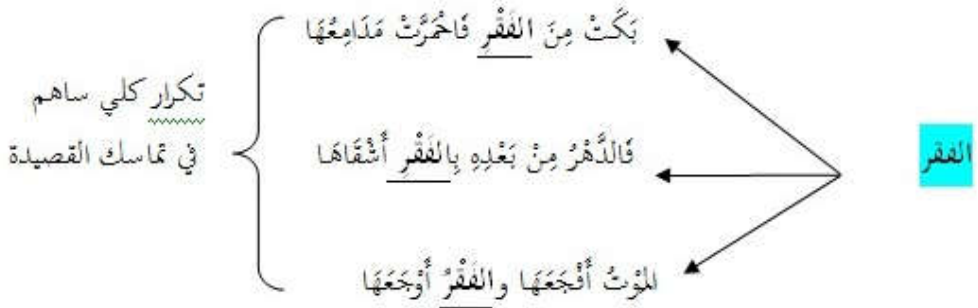 الفقر
بَكَتْ مِنَ الفَقْرِ فَاحْمَرَّتْ مَدَامِعُهَا
فَالدَّهْرُ مِنْ بَعْدِهِ بِالفَقْرِ أَشْقَاهَا
المَوْتُ أَفْجَعَهَا والفَقْرُ أَوْجَعَهَا
تكرار كلي ساهم
في تماسك القصيدة